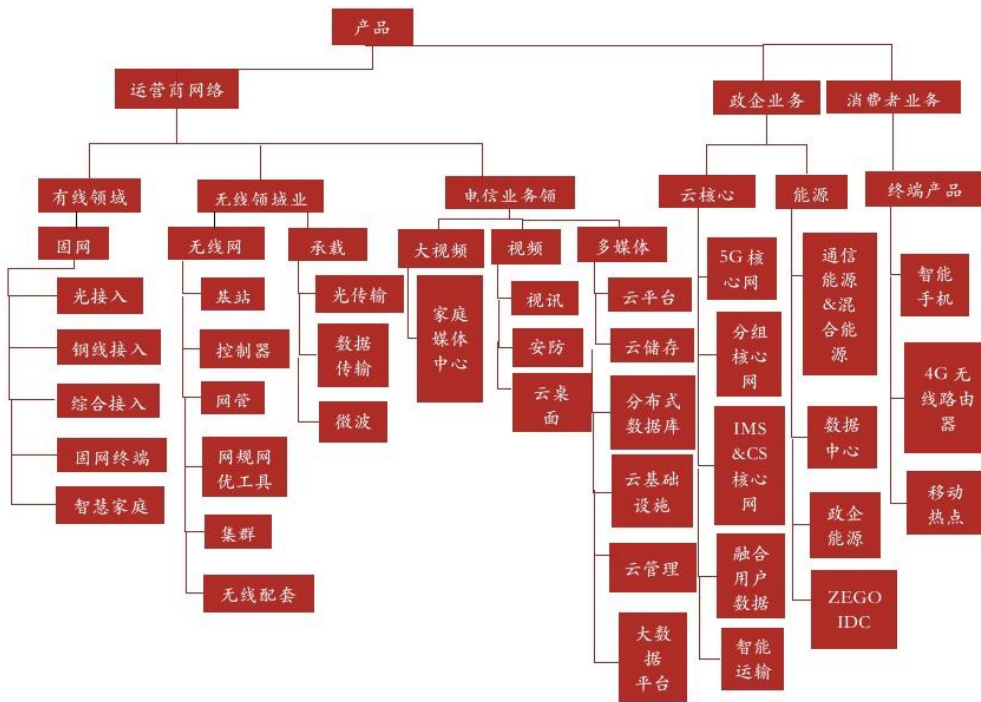 产品
运营商网络
政企业务
消费者业务
有线领域
无线领域业
电信业务领
云核心
能源
终端产品
固网
无线网
承载
大视频
视频
多媒体
光接入
钢线接入
综合接入
固网终端
智慧家庭
基站
控制器
网管
网规网
优工具
集群
无线配套
光传输
数据
传输
微波
家庭
媒体
中心
视讯
安防
云桌
面
云平台
云储存
分布式
数据库
云基础
设施
云管理
大数
据
平台
5G 核
心网
分组
核心
网
IMS
&CS
核心
网
融合
用户
数据
智能
运输
通信
能源
&混
合能
源
数据
中心
政企
能源
ZEGO
IDC
智能
手机
4G 无
线路由
器
移动
热点